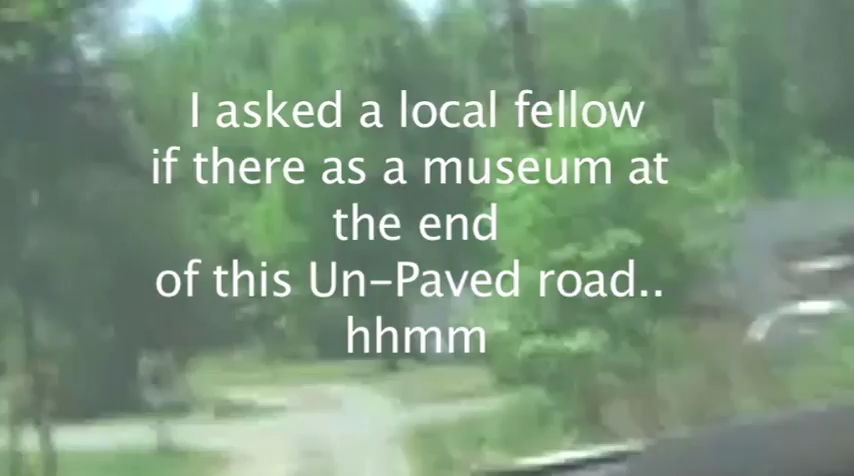 I asked a local fellow
if there as a museum at
the end
of this Un-Paved road..
hhmm